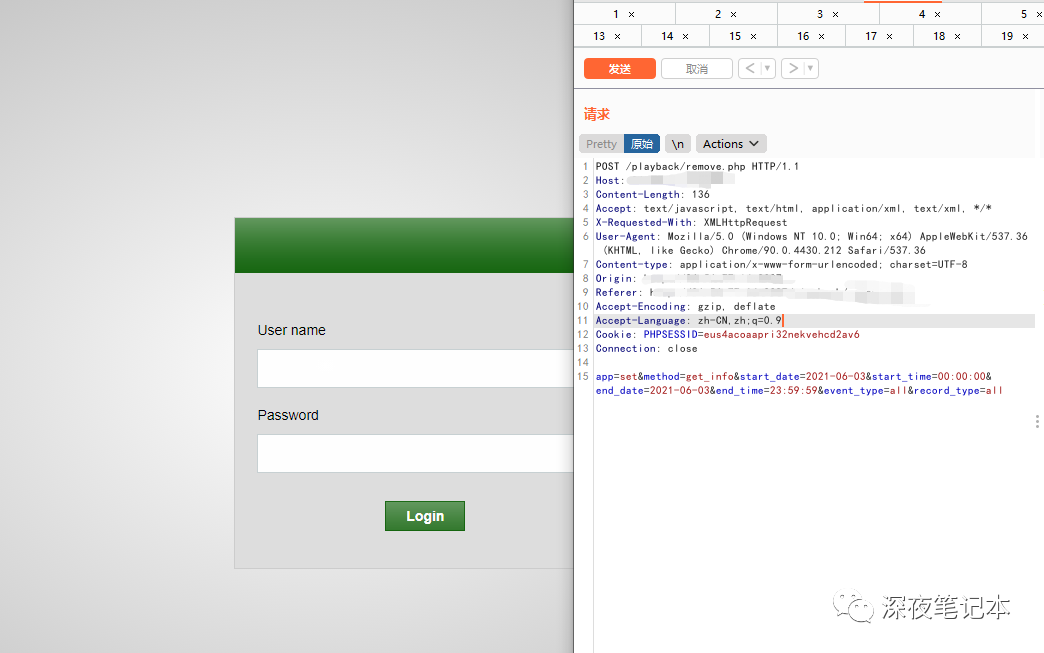 User name
Password
Login
1 × 2 × 3 × 4 × 5 ×
13 × 14 × 15 × 16 × 17 × 18 × 19 ×
发送 取消 < >
请求
Pretty 原始 \n Actions
1 POST /playback/remove.php HTTP/1.1
2 Host:
3 Content-Length: 136
4 Accept: text/javascript, text/html, application/xml, text/xml, */*
5 X-Requested-With: XMLHttpRequest
6 User-Agent: Mozilla/5.0 (Windows NT 10.0; Win64; x64) AppleWebKit/537.36
(KHTML, like Gecko) Chrome/90.0.4430.212 Safari/537.36
7 Content-type: application/x-www-form-urlencoded; charset=UTF-8
8 Origin:
9 Referer:
10 Accept-Encoding: gzip, deflate
11 Accept-Language: zh-CN,zh;q=0.9
12 Cookie: PHPSESSID=eus4acoaapri32nekvehcd2av6
13 Connection: close
14
15 app=set&method=get_info&start_date=2021-06-03&start_time=00:00:00&
end_date=2021-06-03&end_time=23:59:59&event_type=all&record_type=all
深夜笔记本